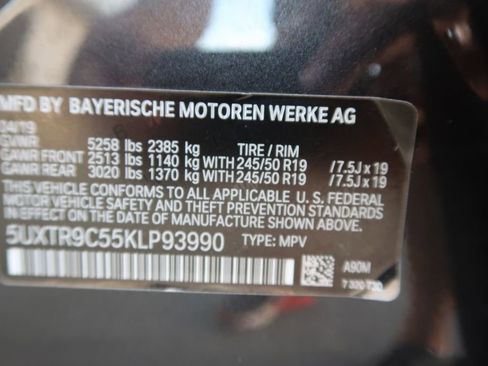 MFD BY BAYERISCHE MOTOREN WERKE AG
04/19
GVWR 5258 lbs 2385 kg TIRE / RIM
GAWR FRONT 2513 lbs 1140 kg WITH 245/50 R19 / 7.5J x 19
GAWR REAR 3020 lbs 1370 kg WITH 245/50 R19 / 7.5J x 19
THIS VEHICLE CONFORMS TO ALL APPLICABLE U. S. FEDERAL
MOTOR VEHICLE SAFETY AND THEFT PREVENTION STANDARDS
IN EFFECT ON THE DATE OF MANUFACTURE SHOWN ABOVE.
5UXTR9C55KLP93990 TYPE: MPV
A90M